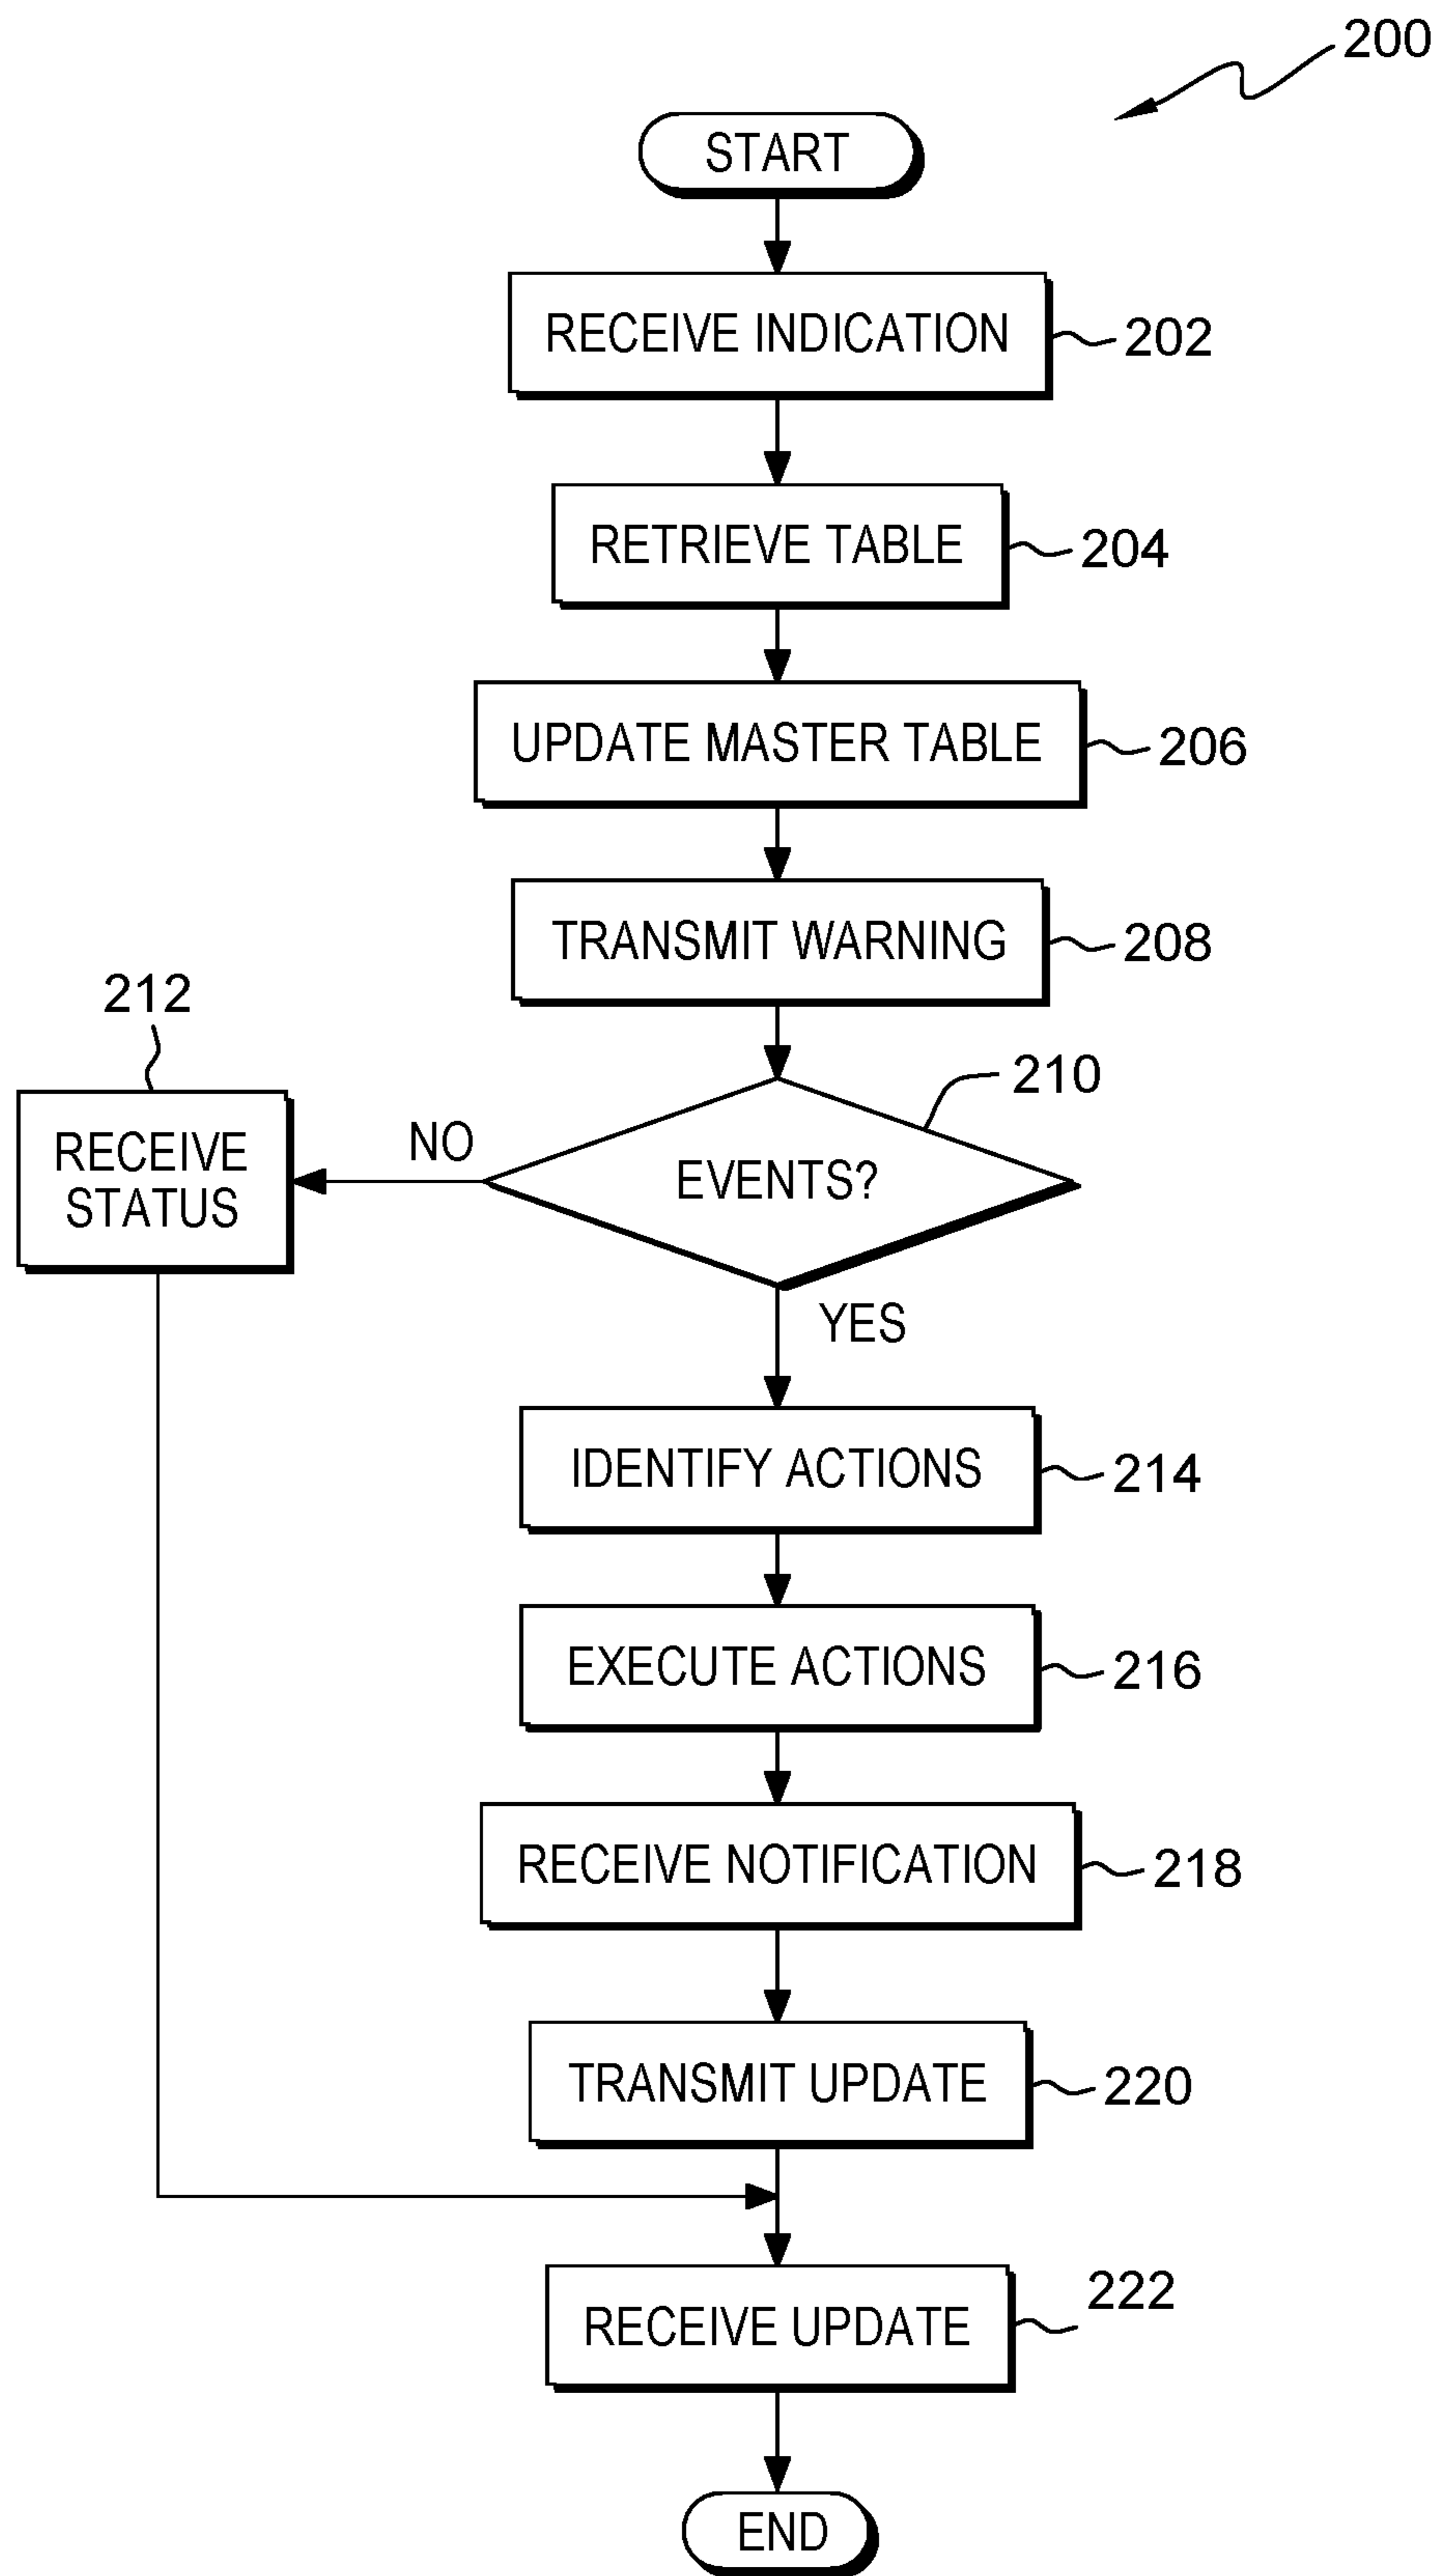 200
START
RECEIVE INDICATION
202
RETRIEVE TABLE
204
UPDATE MASTER TABLE
206
TRANSMIT WARNING
208
212
210
RECEIVE
STATUS
NO
EVENTS?
YES
IDENTIFY ACTIONS
214
EXECUTE ACTIONS
216
RECEIVE NOTIFICATION
218
TRANSMIT UPDATE
220
RECEIVE UPDATE
222
END